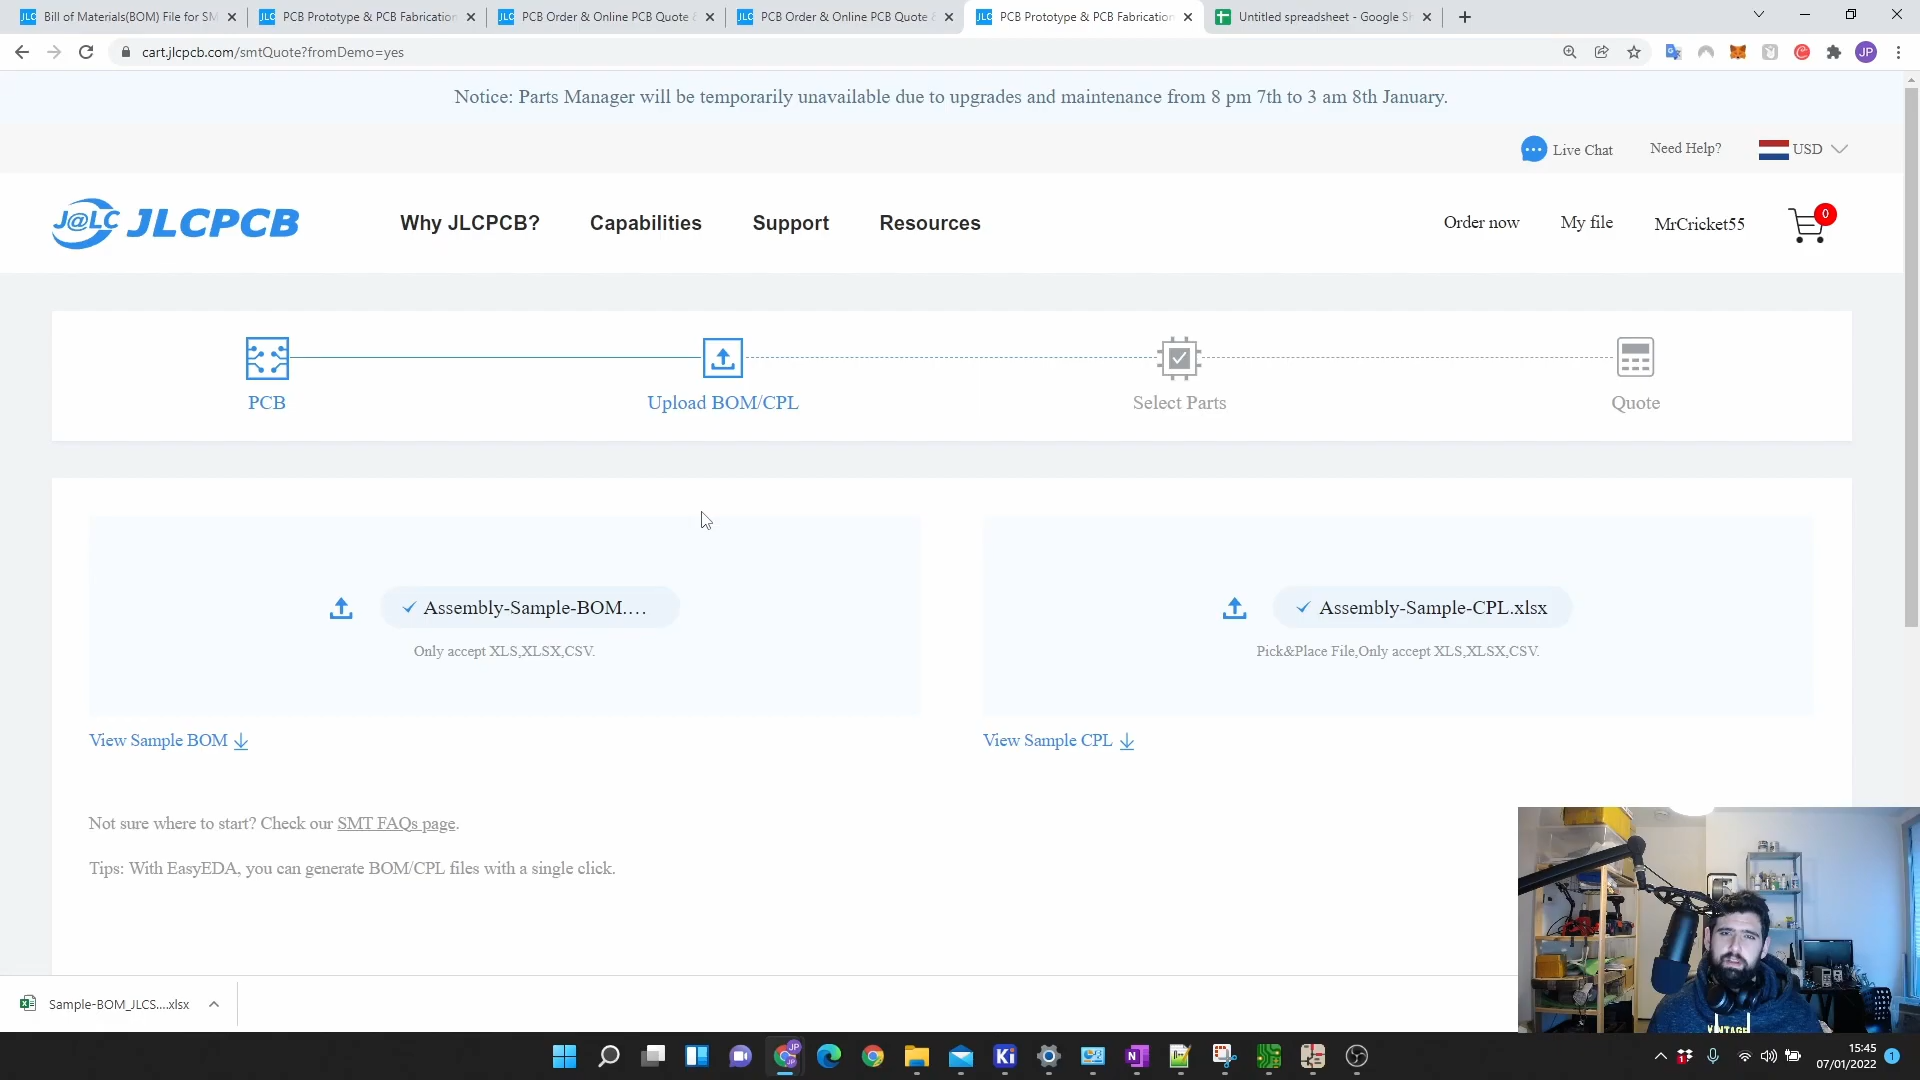 Bill of Materials(BOM) File for SM
PCB Prototype & PCB Fabrication
PCB Order & Online PCB Quote &
PCB Order & Online PCB Quote &
PCB Prototype & PCB Fabrication
Untitled spreadsheet - Google Sh
cart.jlcpcb.com/smtQuote?fromDemo=yes
JP
Notice: Parts Manager will be temporarily unavailable due to upgrades and maintenance from 8 pm 7th to 3 am 8th January.
Live Chat
Need Help?
USD
J@LC JLCPCB
Why JLCPCB?
Capabilities
Support
Resources
Order now
My file
MrCricket55
0
PCB
Upload BOM/CPL
Select Parts
Quote
Assembly-Sample-BOM....
Only accept XLS,XLSX,CSV.
Assembly-Sample-CPL.xlsx
Pick&Place File,Only accept XLS,XLSX,CSV.
View Sample BOM
View Sample CPL
Not sure where to start? Check our SMT FAQs page.
Tips: With EasyEDA, you can generate BOM/CPL files with a single click.
VINTAGE
Sample-BOM_JLCS....xlsx
JP
Ki
N
15:45
07/01/2022
1